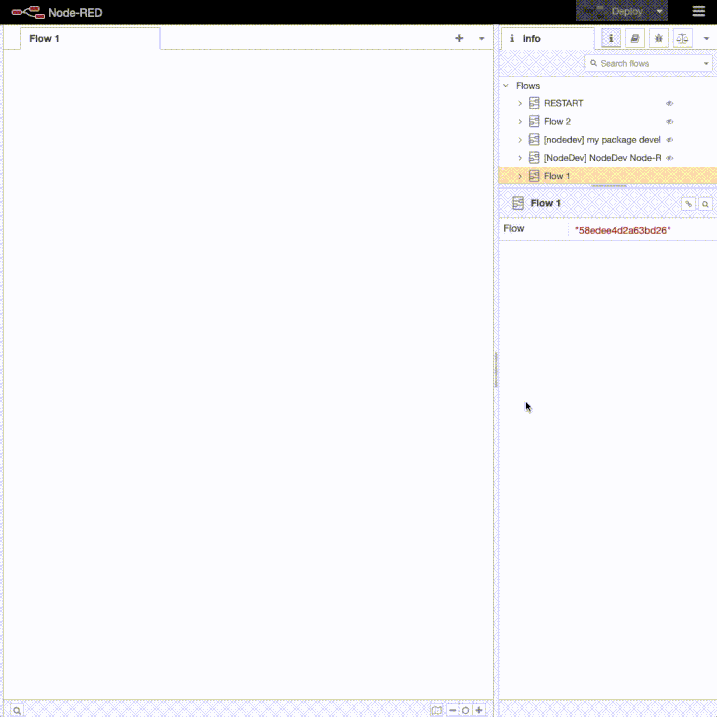 Node-RED
Deploy
Flow 1
info
Search flows
Flows
RESTART
Flow 2
[nodedev] my package devel
[NodeDev] NodeDev Node-R
Flow 1
Flow 1
Flow
"58edee4d2a63bd26"